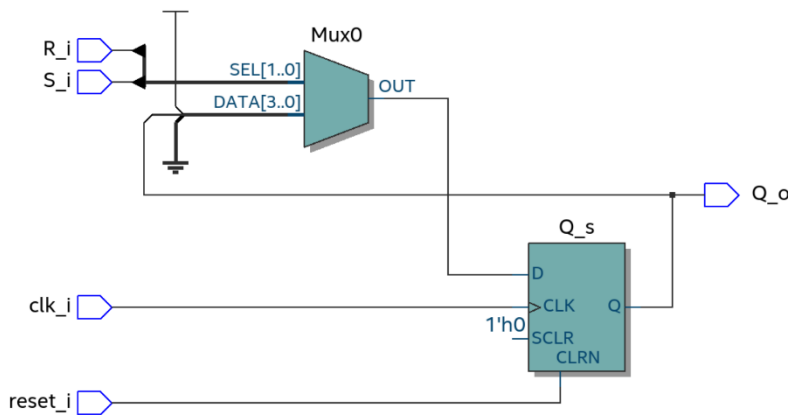 Mux0
R_i
S_i
SEL[1..0]
DATA[3..0]
OUT
Q_o
Q_s
D
clk_i
CLK
Q
1'h0
SCLR
CLRN
reset_i